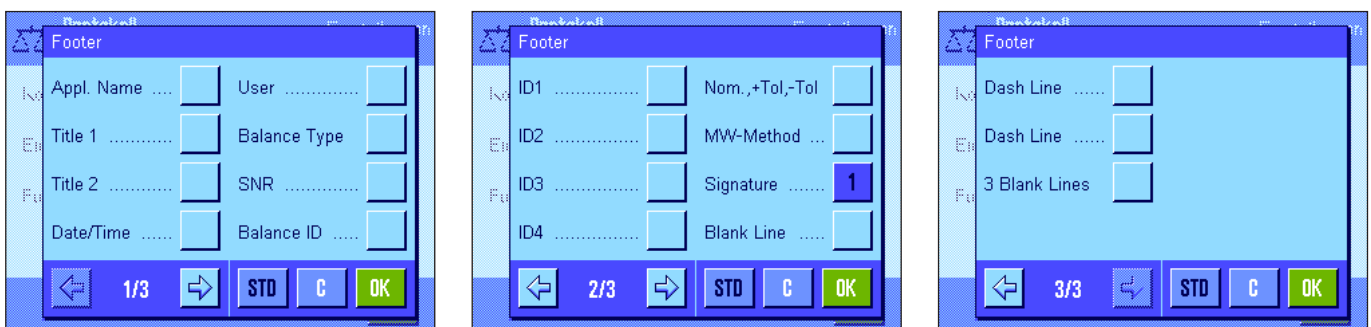 Footer
Appl. Name .... User .............
Title 1 ............ Balance Type
Title 2 ............ SNR ..............
Date/Time ...... Balance ID .....
1/3 STD C OK
Footer
ID1 ............... Nom.,+Tol,-Tol
ID2 ............... MW-Method ...
ID3 ............... Signature ....... 1
ID4 ............... Blank Line .....
2/3 STD C OK
Footer
Dash Line ......
Dash Line ......
3 Blank Lines
3/3 STD C OK